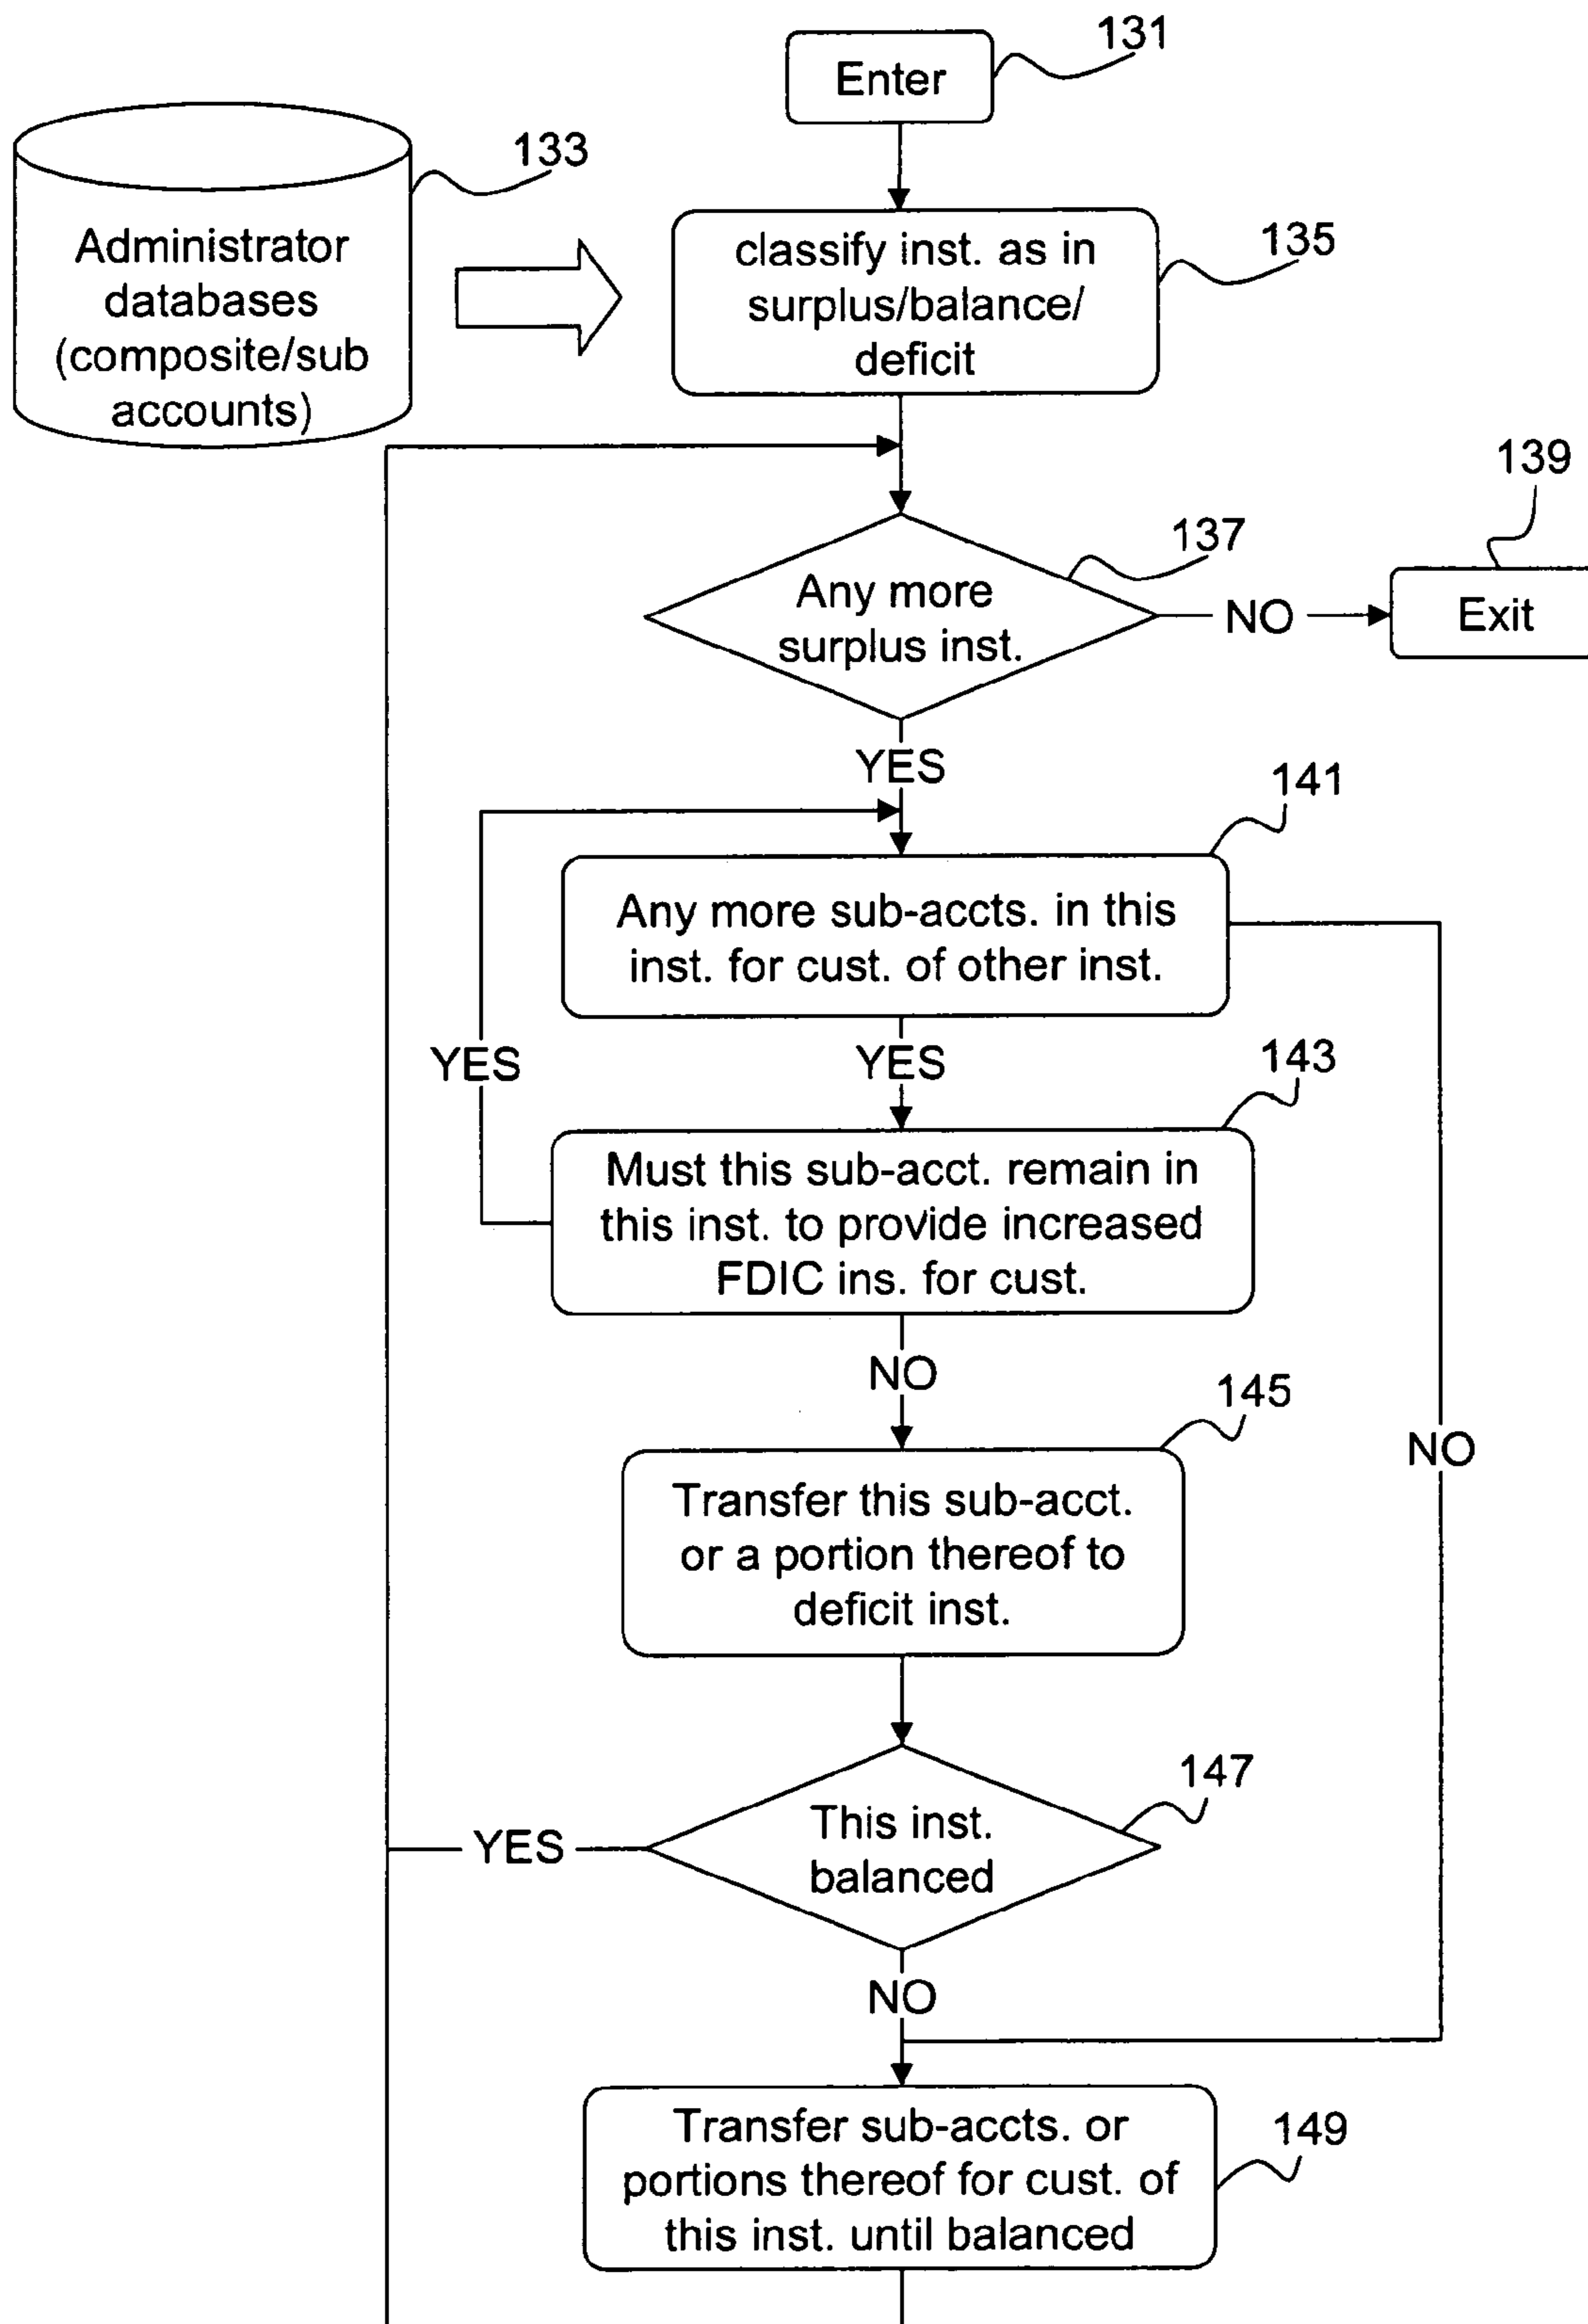 131
Enter
133
Administrator
databases
(composite/sub
accounts)
135
classify inst. as in
surplus/balance/
deficit
139
137
Any more
surplus inst.
NO
Exit
YES
141
Any more sub-accts. in this
inst. for cust. of other inst.
YES
YES
143
Must this sub-acct. remain in
this inst. to provide increased
FDIC ins. for cust.
NO
145
Transfer this sub-acct.
or a portion thereof to
deficit inst.
NO
147
This inst.
balanced
YES
NO
149
Transfer sub-accts. or
portions thereof for cust. of
this inst. until balanced